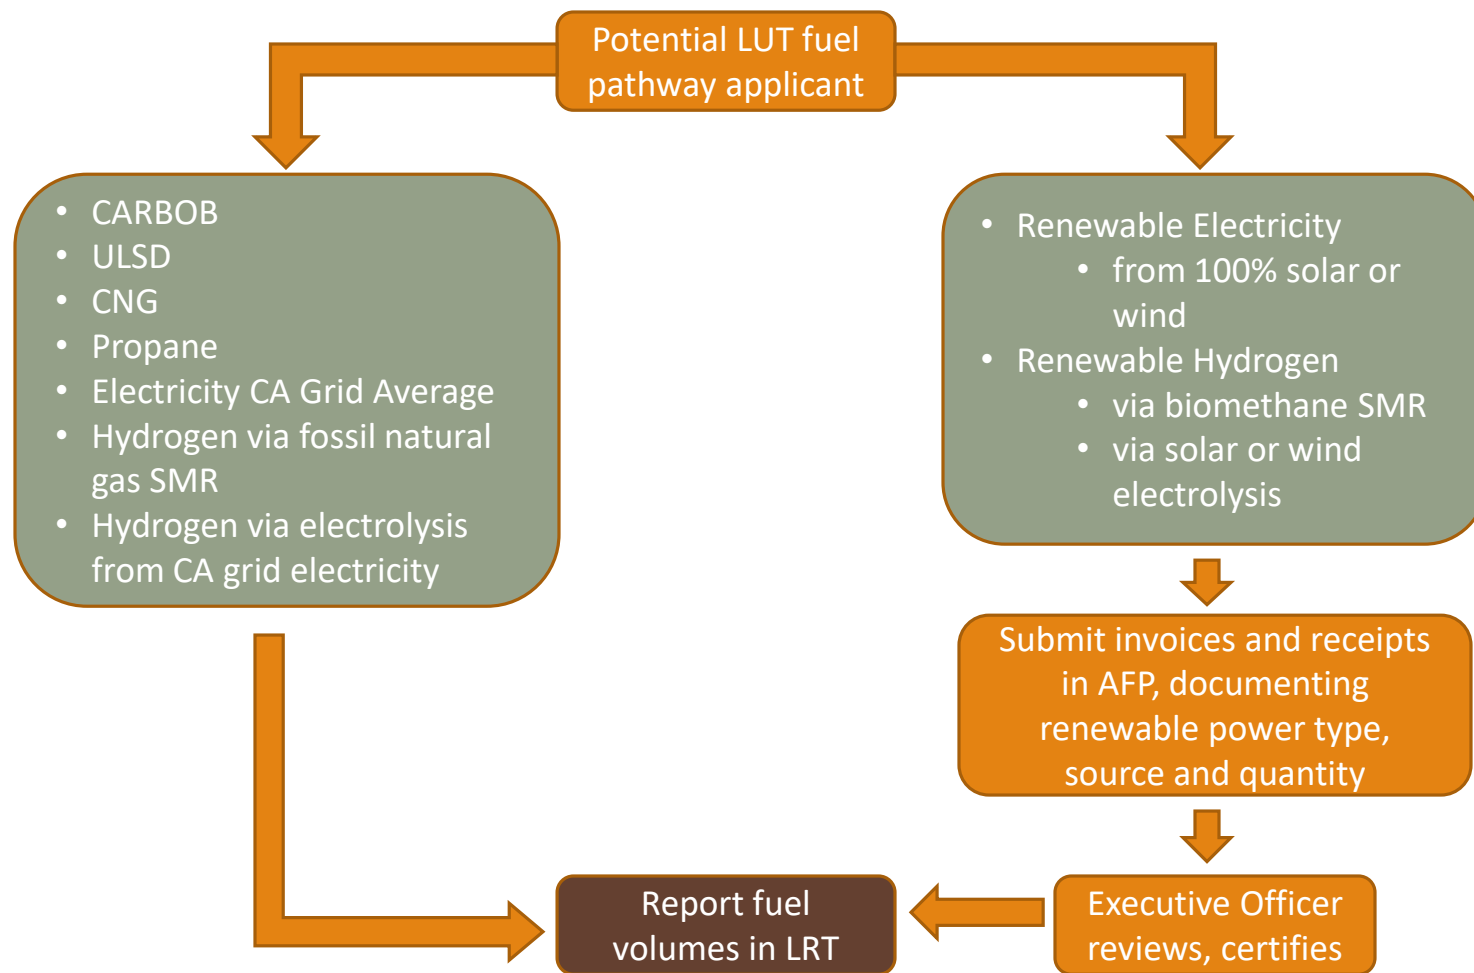 Potential LUT fuel
pathway applicant
• CARBOB
• ULSD
• CNG
• Propane
• Electricity CA Grid Average
• Hydrogen via fossil natural
gas SMR
• Hydrogen via electrolysis
from CA grid electricity
• Renewable Electricity
• from 100% solar or
wind
• Renewable Hydrogen
• via biomethane SMR
• via solar or wind
electrolysis
Submit invoices and receipts
in AFP, documenting
renewable power type,
source and quantity
Executive Officer
reviews, certifies
Report fuel
volumes in LRT